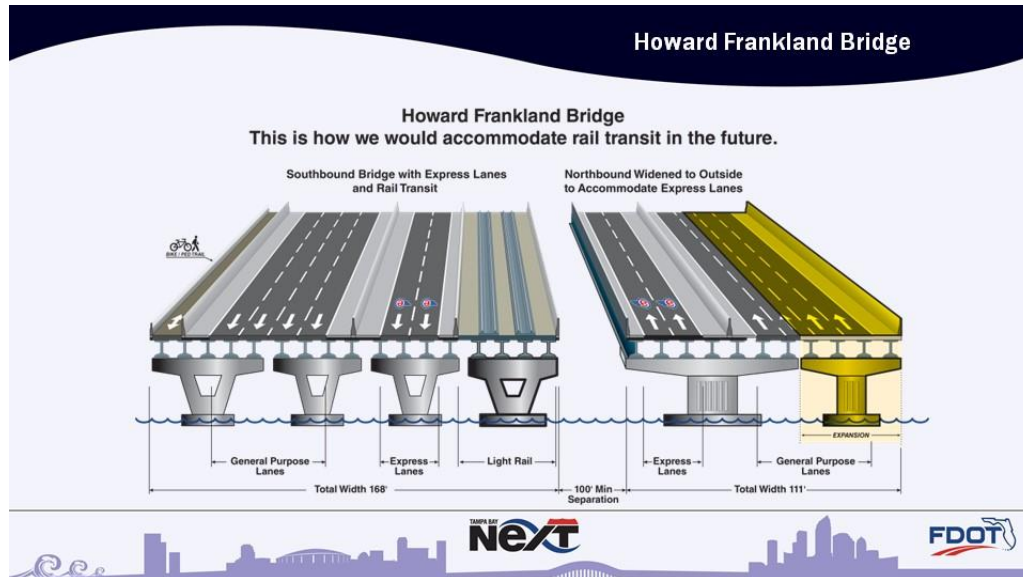 Howard Frankland Bridge
Howard Frankland Bridge
This is how we would accommodate rail transit in the future.
Southbound Bridge with Express Lanes
and Rail Transit
Northbound Widened to Outside
to Accommodate Express Lanes
BIKE / PED TRAIL
EXPANSION
General Purpose
Lanes
Express
Lanes
Light Rail
Express
Lanes
General Purpose
Lanes
Total Width 168'
100' Min
Separation
Total Width 111'
TAMPA BAY
NeXT
FDOT